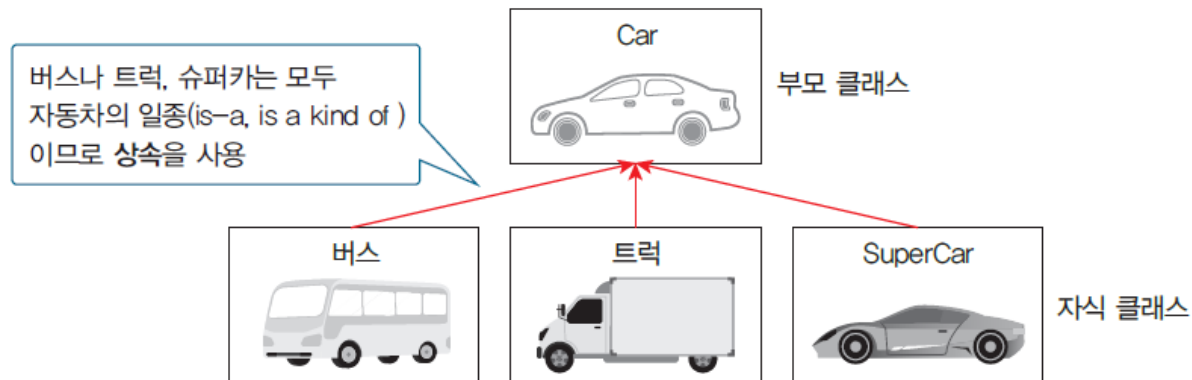 Car
부모 클래스
버스나 트럭, 슈퍼카는 모두
자동차의 일종(is-a, is a kind of )
이므로 상속을 사용
버스
트럭
SuperCar
자식 클래스